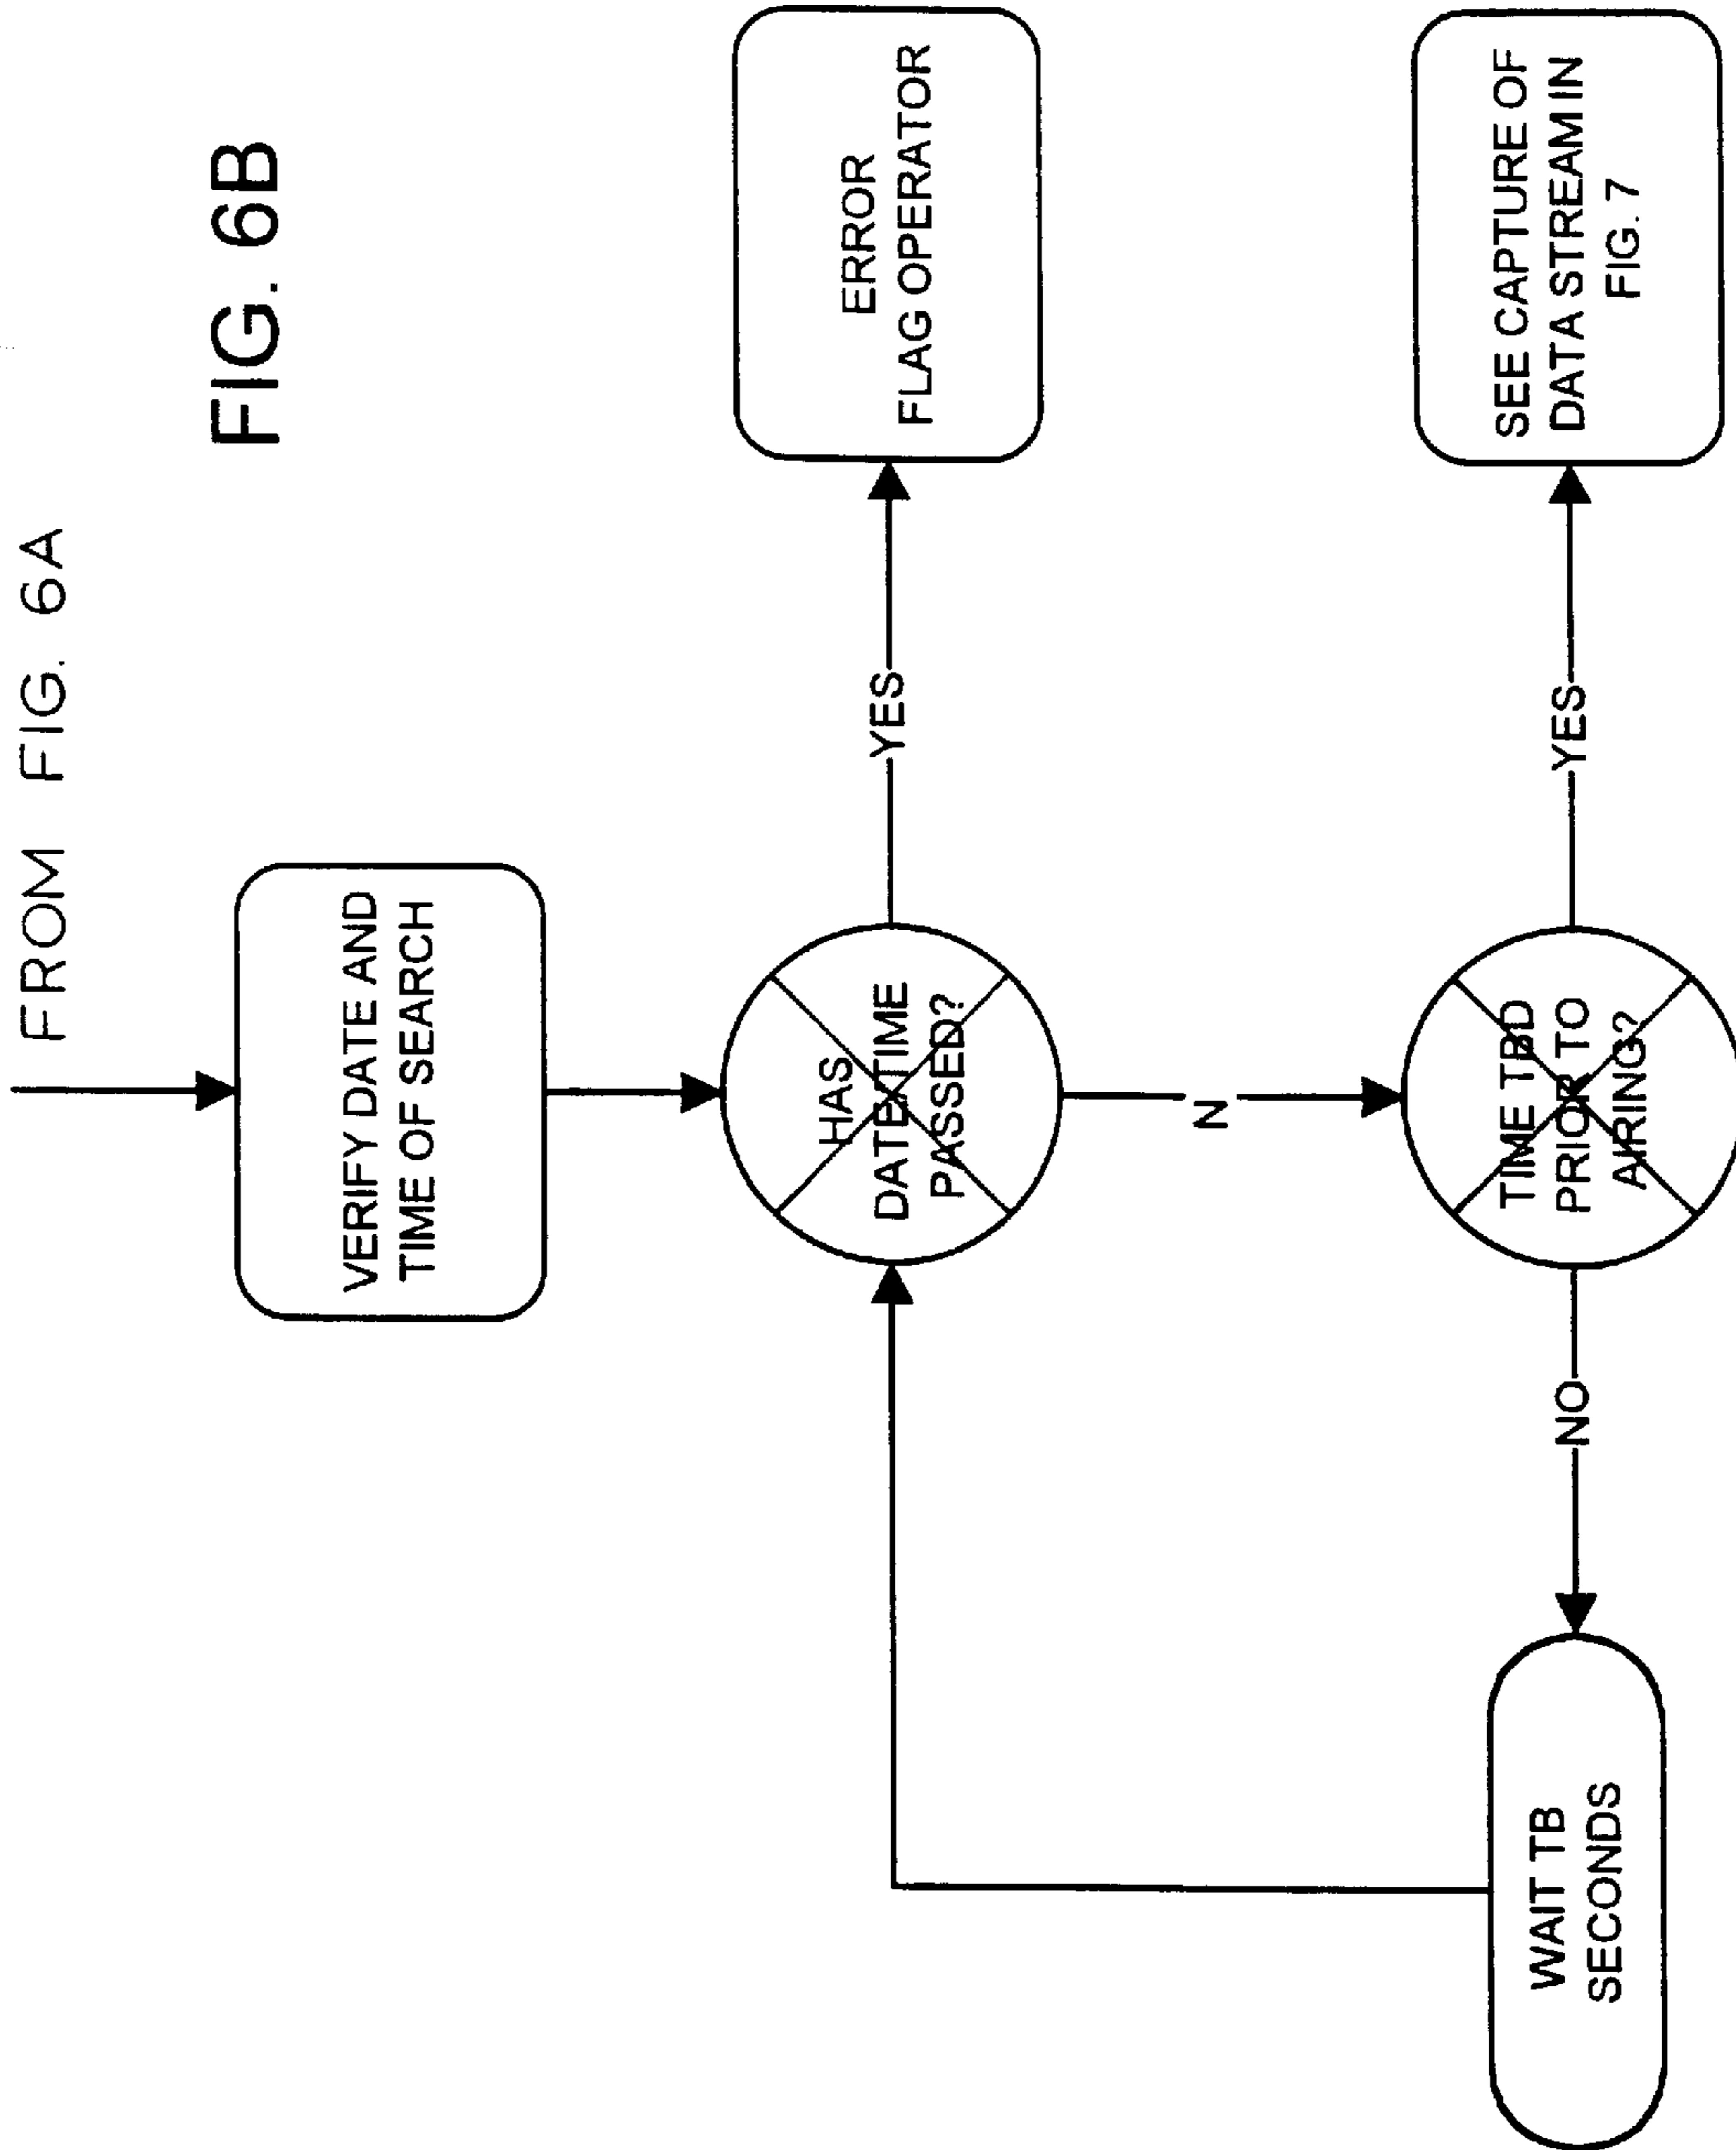 FROM FIG. 6A
FIG. 6B
VERIFY DATE AND
TIME OF SEARCH
HAS
DATE/TIME
PASSED?
YES
ERROR
FLAG OPERATOR
N
TIME TBD
PRIOR TO
AIRING?
YES
SEE CAPTURE OF
DATA STREAM IN
FIG. 7
NO
WAIT TB
SECONDS